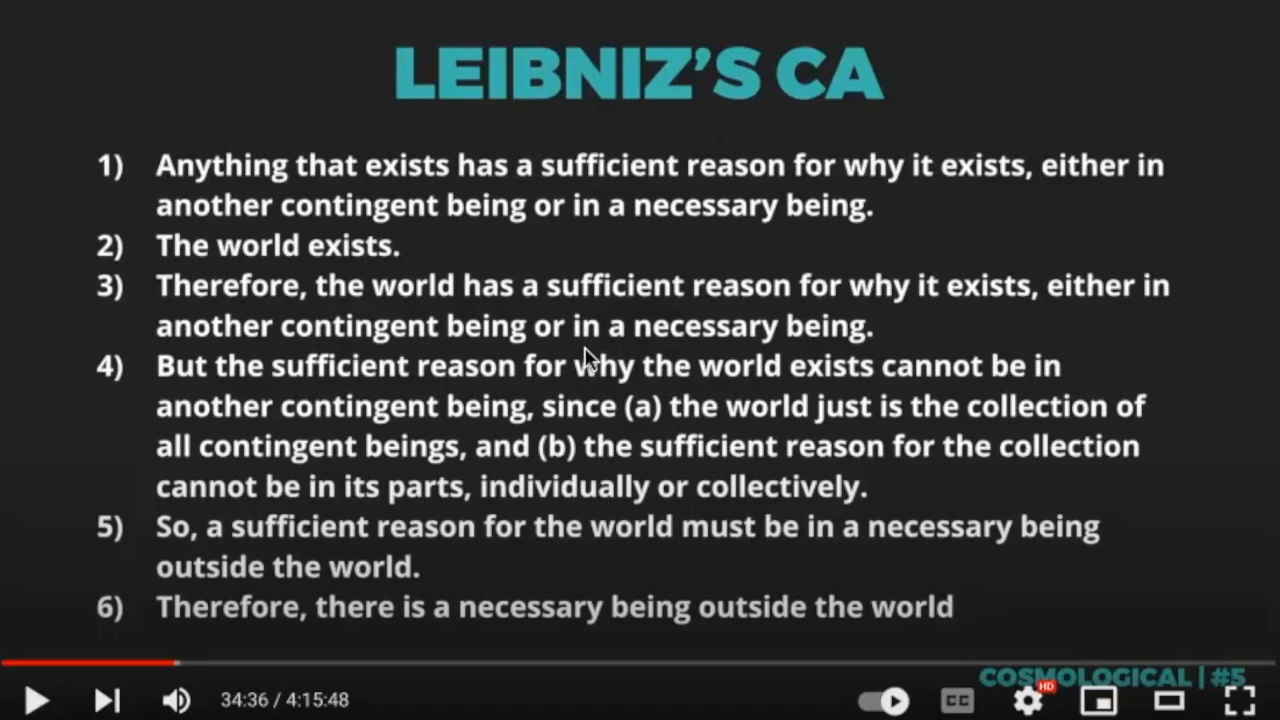 LEIBNIZ'S CA
1) Anything that exists has a sufficient reason for why it exists, either in
another contingent being or in a necessary being.
2) The world exists.
3) Therefore, the world has a sufficient reason for why it exists, either in
another contingent being or in a necessary being.
4) But the sufficient reason for why the world exists cannot be in
another contingent being, since (a) the world just is the collection of
all contingent beings, and (b) the sufficient reason for the collection
cannot be in its parts, individually or collectively.
5) So, a sufficient reason for the world must be in a necessary being
outside the world.
6) Therefore, there is a necessary being outside the world
COSMOLOGICAL | #5
34:36 / 4:15:48
CC
HD